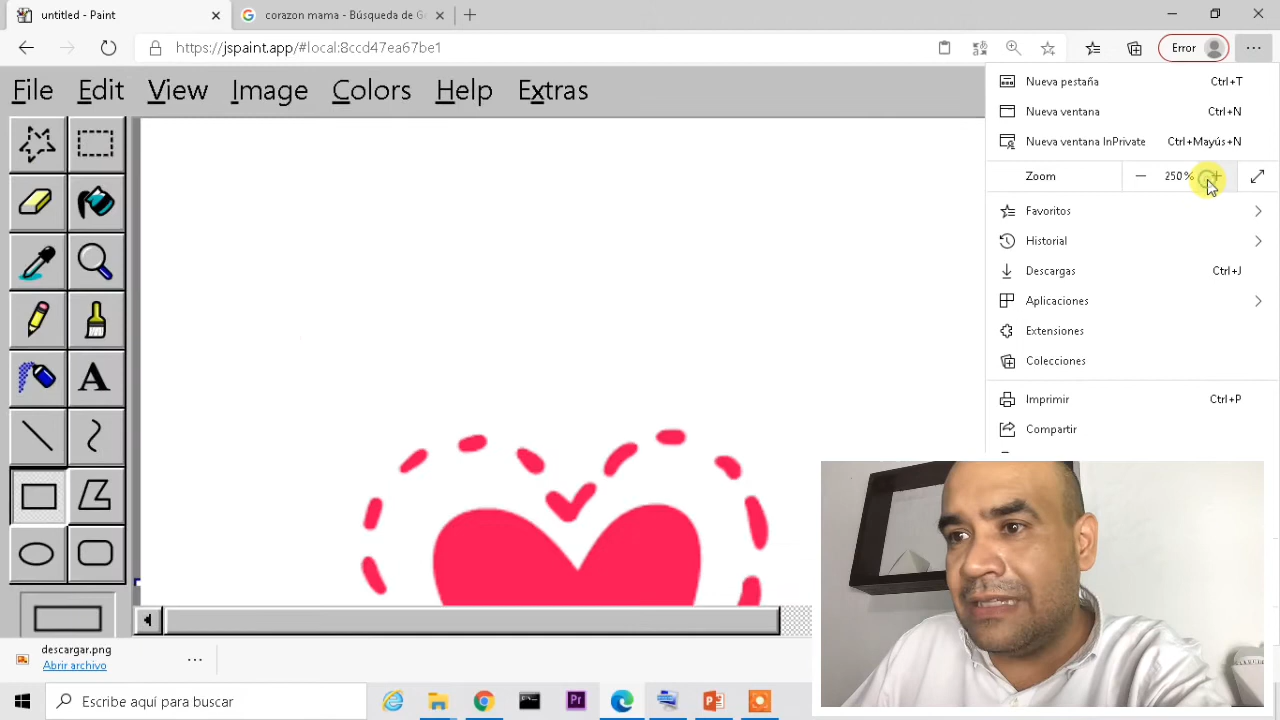 untitled - Paint
corazon mama - Búsqueda de G
https://jspaint.app/#local:8ccd47ea67be1
Error
File Edit View Image Colors Help Extras
Nueva pestaña Ctrl+T
Nueva ventana Ctrl+N
Nueva ventana InPrivate Ctrl+Mayús+N
Zoom 250%
Favoritos
Historial
Descargas Ctrl+J
Aplicaciones
Extensiones
Colecciones
Imprimir Ctrl+P
Compartir
A
descargar.png
Abrir archivo
Escribe aquí para buscar
Pr